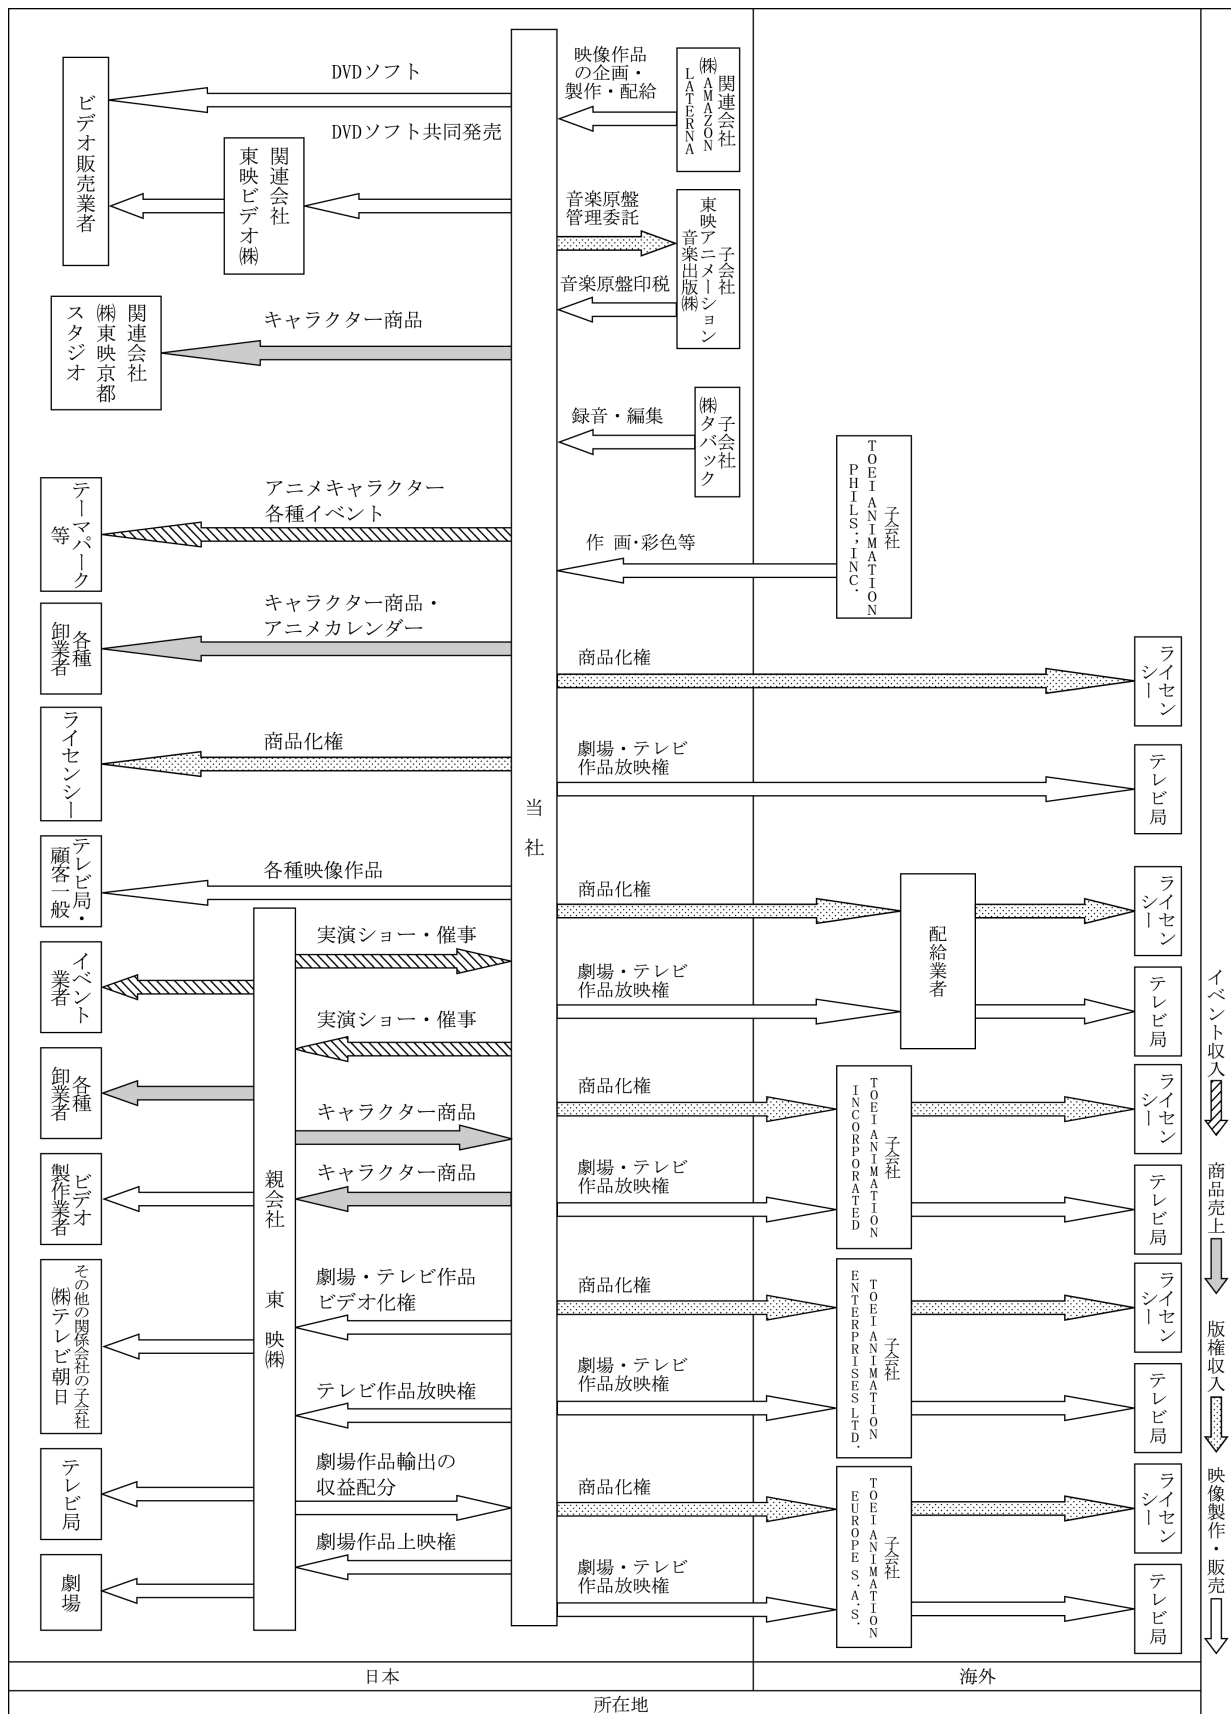 DVDソフト
ビデオ販売業者
DVDソフト共同発売
関連会社
東映ビデオ㈱
関連会社
㈱東映京都
スタジオ
キャラクター商品
テーマパーク
等
アニメキャラクター
各種イベント
各種
卸業者
キャラクター商品・
アニメカレンダー
ライセンシー
商品化権
テレビ局・
顧客一般
各種映像作品
イベント
業者
実演ショー・催事
実演ショー・催事
各種
卸業者
キャラクター商品
キャラクター商品
ビデオ
製作業者
親会社 東映㈱
劇場・テレビ作品
ビデオ化権
その他の関係会社の子会社
㈱テレビ朝日
テレビ作品放映権
テレビ局
劇場作品輸出の
収益配分
劇場作品上映権
劇場
当社
映像作品
の企画・
製作・配給
関連会社
㈱AMAZON
LATERNA
音楽原盤
管理委託
音楽原盤印税
子会社
東映アニメーション
音楽出版㈱
録音・編集
子会社
㈱タバック
作 画・彩色等
子会社
TOEI ANIMATION
PHILS.,INC.
商品化権
ライセン
シー
劇場・テレビ
作品放映権
テレビ局
商品化権
劇場・テレビ
作品放映権
配給業者
ライセン
シー
テレビ局
商品化権
劇場・テレビ
作品放映権
子会社
TOEI ANIMATION
INCORPORATED
ライセン
シー
テレビ局
商品化権
劇場・テレビ
作品放映権
子会社
TOEI ANIMATION
ENTERPRISES LTD.
ライセン
シー
テレビ局
商品化権
劇場・テレビ
作品放映権
子会社
TOEI ANIMATION
EUROPE S.A.S.
ライセン
シー
テレビ局
イベント収入
商品売上
版権収入
映像製作・販売
日本
海外
所在地